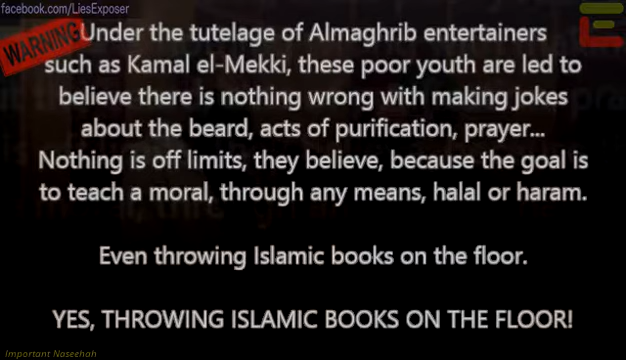 facebook.com/LiesExposer
WARNING
Under the tutelage of Almaghrib entertainers
such as Kamal el-Mekki, these poor youth are led to
believe there is nothing wrong with making jokes
about the beard, acts of purification, prayer...
Nothing is off limits, they believe, because the goal is
to teach a moral, through any means, halal or haram.
Even throwing Islamic books on the floor.
YES, THROWING ISLAMIC BOOKS ON THE FLOOR!
Important Naseehah